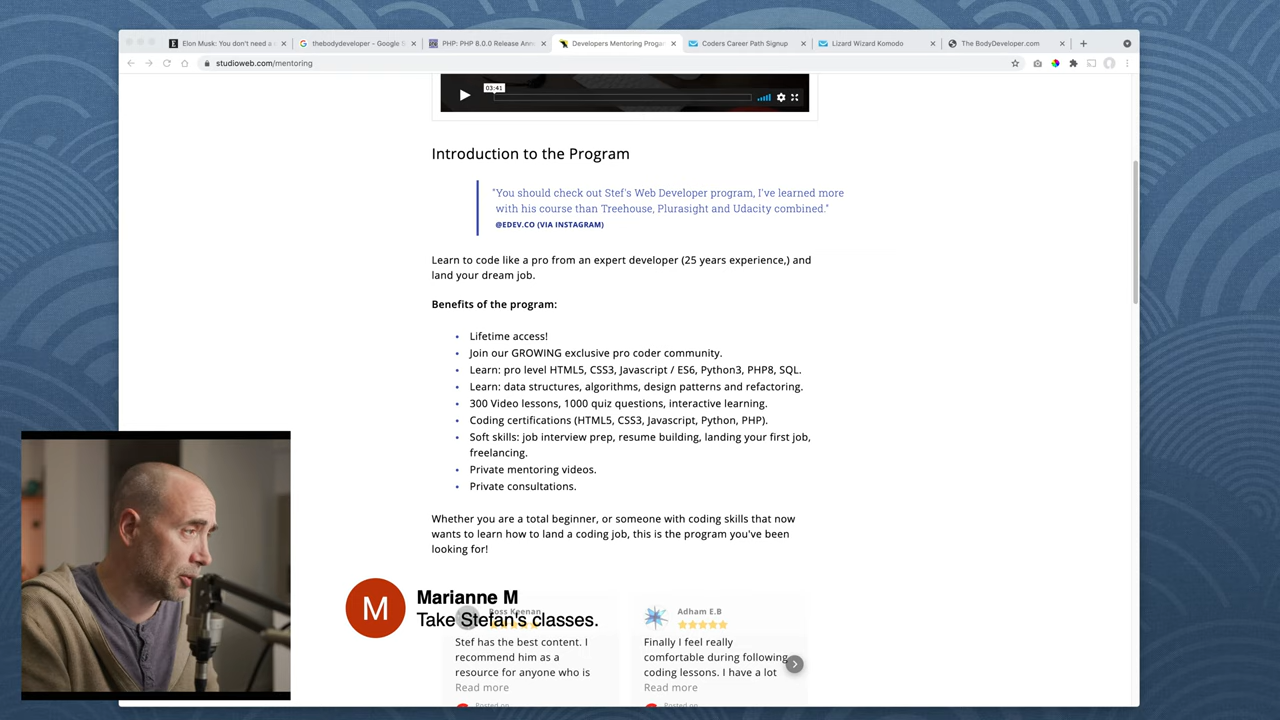 Elon Musk: You don't need a
thebodydeveloper - Google
PHP: PHP 8.0.0 Release Ann
Developers Mentoring Progar
Coders Career Path Signup
Lizard Wizard Komodo
The BodyDeveloper.com
studioweb.com/mentoring
03:41
Introduction to the Program
"You should check out Stef's Web Developer program, I've learned more
with his course than Treehouse, Plurasight and Udacity combined."
@EDEV.CO (VIA INSTAGRAM)
Learn to code like a pro from an expert developer (25 years experience,) and
land your dream job.
Benefits of the program:
• Lifetime access!
• Join our GROWING exclusive pro coder community.
• Learn: pro level HTML5, CSS3, Javascript / ES6, Python3, PHP8, SQL.
• Learn: data structures, algorithms, design patterns and refactoring.
• 300 Video lessons, 1000 quiz questions, interactive learning.
• Coding certifications (HTML5, CSS3, Javascript, Python, PHP).
• Soft skills: job interview prep, resume building, landing your first job,
freelancing.
• Private mentoring videos.
• Private consultations.
Whether you are a total beginner, or someone with coding skills that now
wants to learn how to land a coding job, this is the program you've been
looking for!
M
Marianne M
Take Stefan's classes.
Ross Keenan
Stef has the best content. I
recommend him as a
resource for anyone who is
Read more
Posted on
Adham E.B
Finally I feel really
comfortable during following
coding lessons. I have a lot
Read more
Posted on